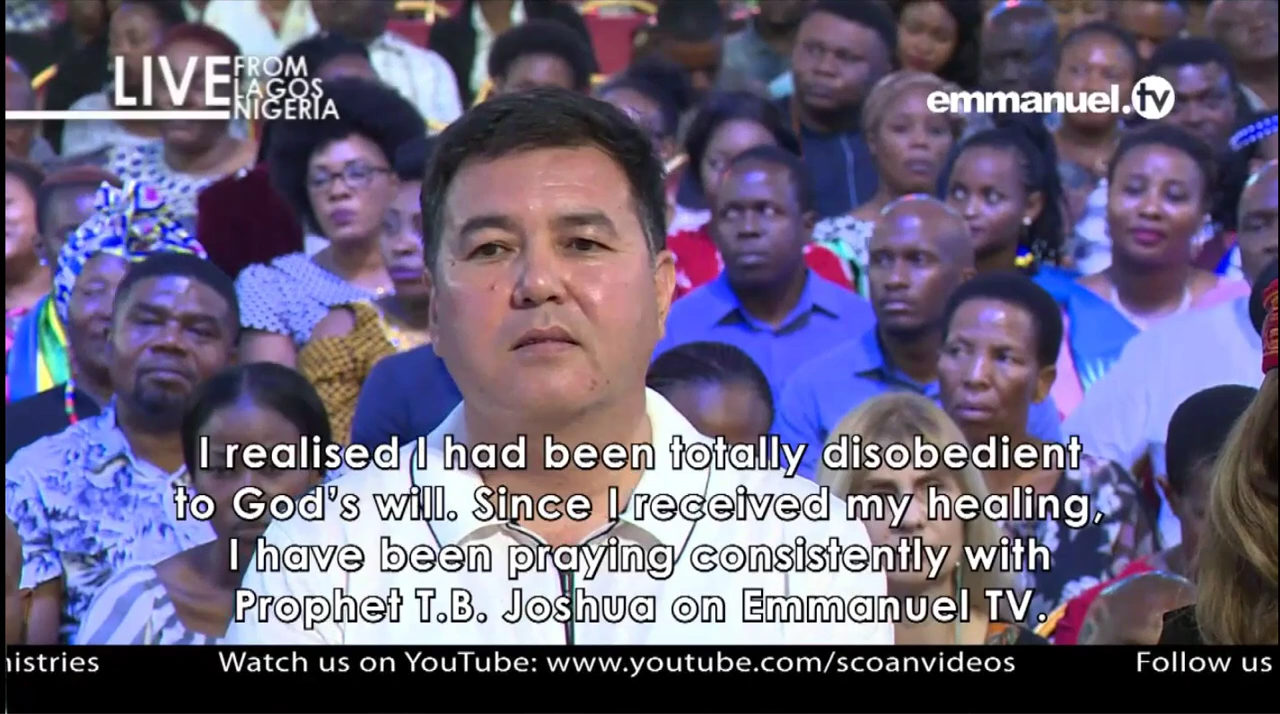 LIVE FROM
LAGOS
NIGERIA
emmanuel.tv
I realised I had been totally disobedient
to God's will. Since I received my healing,
I have been praying consistently with
Prophet T.B. Joshua on Emmanuel TV.
Watch us on YouTube: www.youtube.com/scoanvideos
Follow us